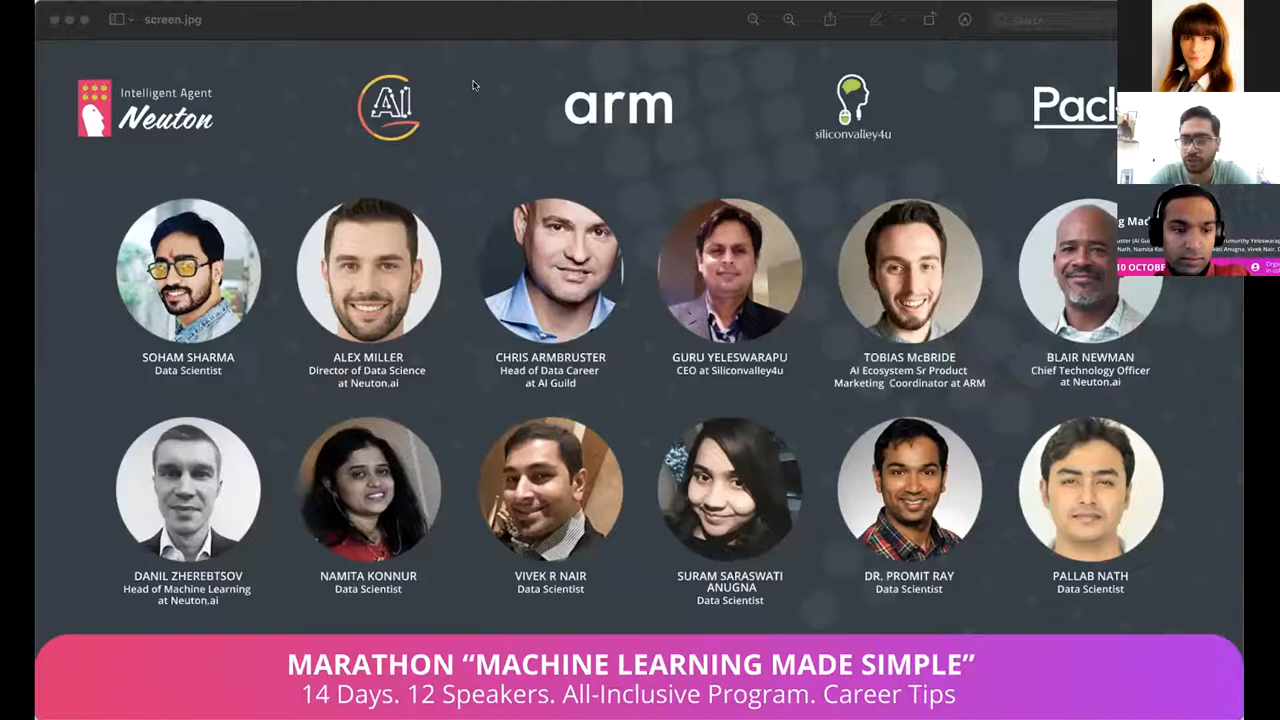 screen.jpg
Search
Intelligent Agent
Neuton
AI
arm
siliconvalley4u
Pack
SOHAM SHARMA
Data Scientist
ALEX MILLER
Director of Data Science
at Neuton.ai
CHRIS ARMBRUSTER
Head of Data Career
at AI Guild
GURU YELESWARAPU
CEO at Siliconvalley4u
TOBIAS McBRIDE
AI Ecosystem Sr Product
Marketing Coordinator at ARM
BLAIR NEWMAN
Chief Technology Officer
at Neuton.ai
10 OCTOBE
DANIL ZHEREBTSOV
Head of Machine Learning
at Neuton.ai
NAMITA KONNUR
Data Scientist
VIVEK R NAIR
Data Scientist
SURAM SARASWATI
ANUGNA
Data Scientist
DR. PROMIT RAY
Data Scientist
PALLAB NATH
Data Scientist
MARATHON “MACHINE LEARNING MADE SIMPLE”
14 Days. 12 Speakers. All-Inclusive Program. Career Tips